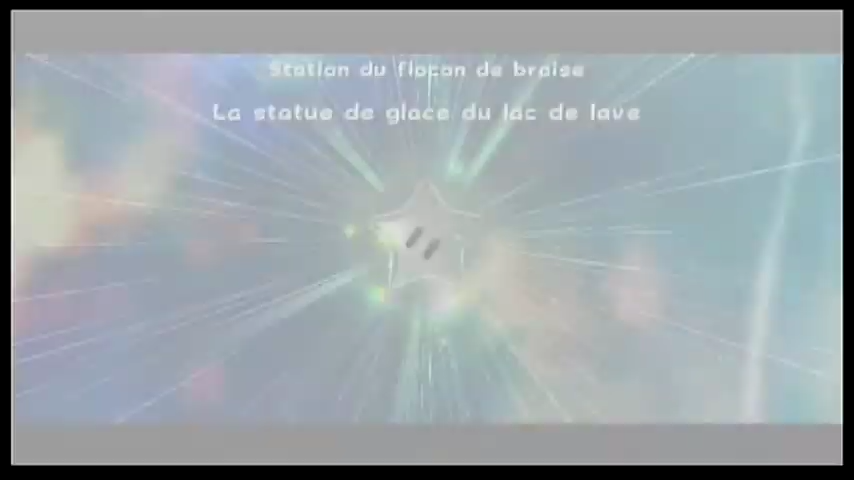 Station du flocon de braise
La statue de glace du lac de lave